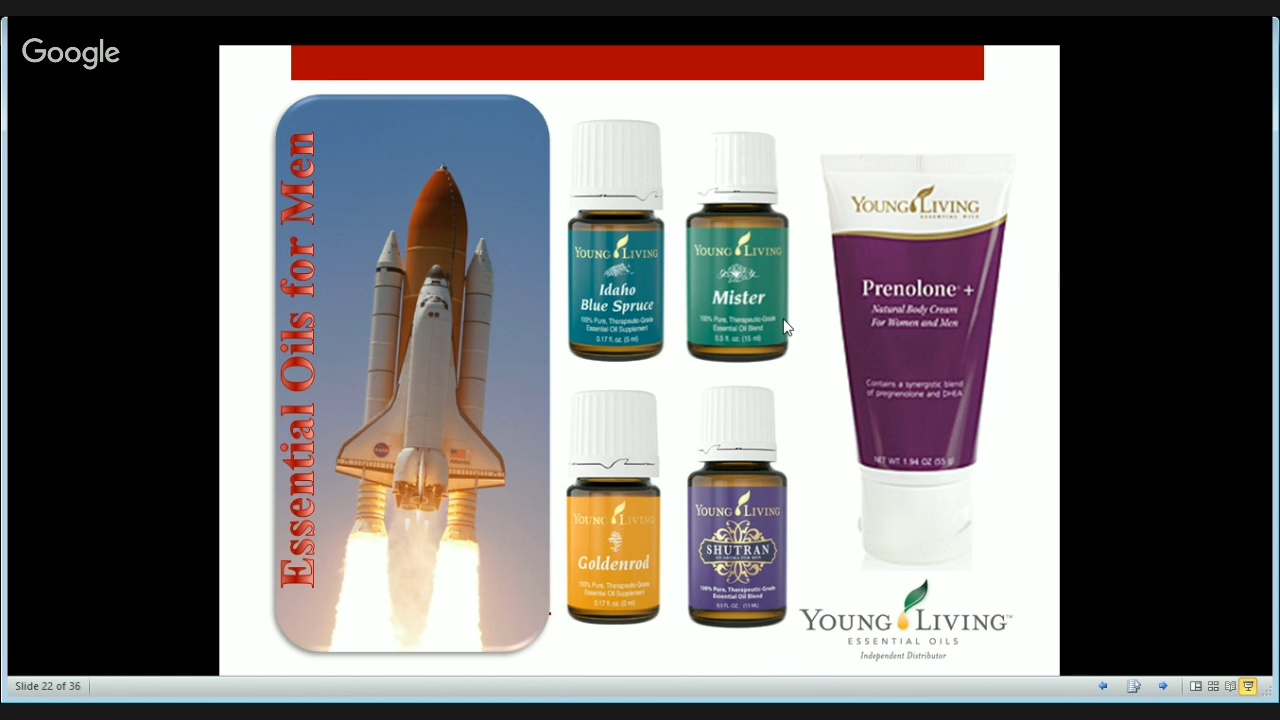 Google
Essential Oils for Men
YOUNG LIVING
Idaho
Blue Spruce
100% Pure, Therapeutic-Grade
Essential Oil Supplement
0.17 fl. oz. (5 ml)
YOUNG LIVING
Mister
100% Pure, Therapeutic-Grade
Essential Oil Blend
0.5 fl. oz. (15 ml)
YOUNG LIVING
ESSENTIAL OILS
Prenolone® +
Natural Body Cream
For Women and Men
Contains a synergistic blend
of pregnenolone and DHEA
NET WT 1.94 OZ (55 g)
YOUNG LIVING
Goldenrod
100% Pure, Therapeutic-Grade
Essential Oil Supplement
0.17 fl. oz. (5 ml)
YOUNG LIVING
SHUTRAN
100% Pure, Therapeutic-Grade
Essential Oil Blend
0.5 FL. OZ. (15 ML)
YOUNG LIVING™
ESSENTIAL OILS
Independent Distributor
Slide 22 of 36